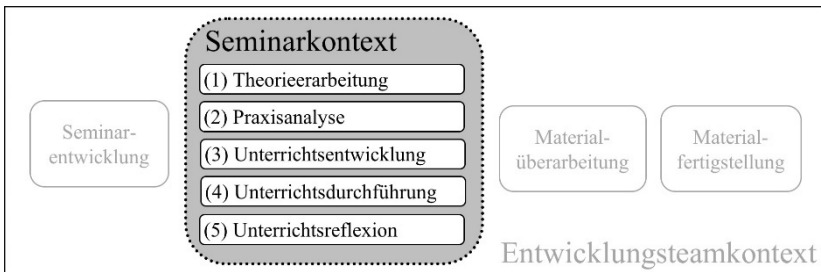 Seminar-
entwicklung
Seminarkontext
(1) Theorieerarbeitung
(2) Praxisanalyse
(3) Unterrichtsentwicklung
(4) Unterrichtsdurchführung
(5) Unterrichtsreflexion
Material-
überarbeitung
Material-
fertigstellung
Entwicklungsteamkontext